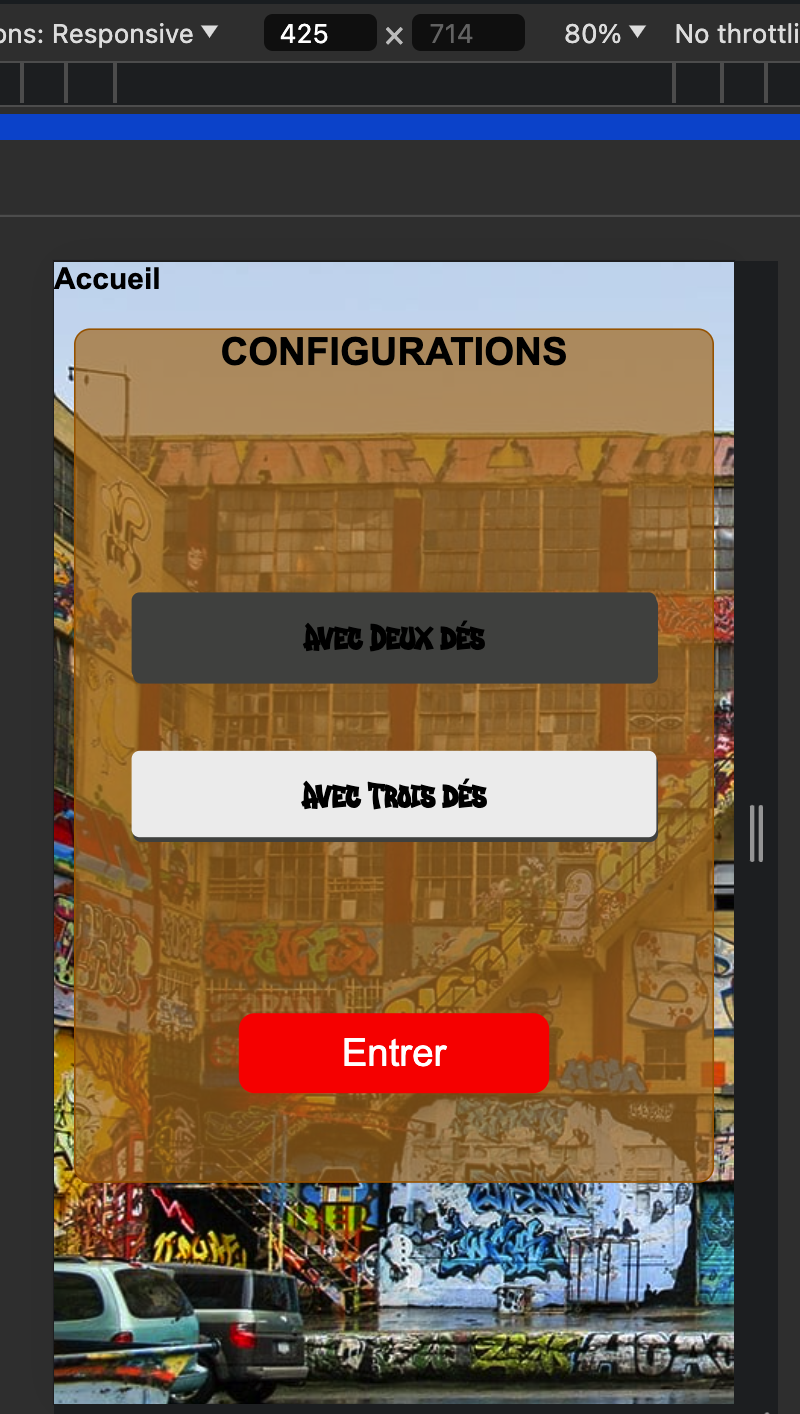 ons: Responsive ▼ 425 × 714 80% ▼ No throttli
Accueil
CONFIGURATIONS
Avec Deux dés
Avec Trois dés
Entrer